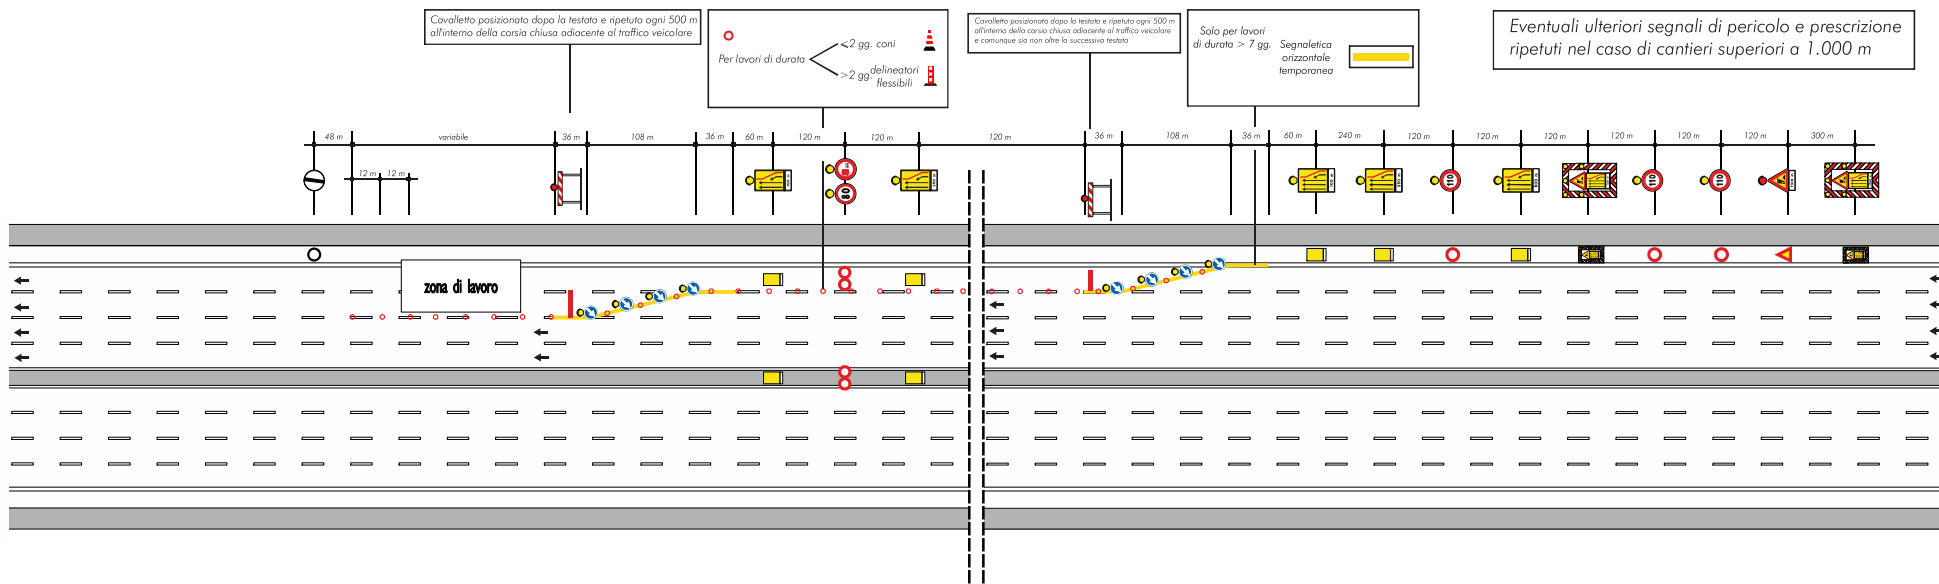 Cavalletto posizionato dopo la testata e ripetuto ogni 500 m
all'interno della corsia chiusa adiacente al traffico veicolare
Per lavori di durata
<2 gg. coni
>2 gg. delineatori
flessibili
Cavalletto posizionato dopo la testata e ripetuto ogni 500 m
all'interno della corsia chiusa adiacente al traffico veicolare
e comunque sia non oltre la successiva testata
Solo per lavori
di durata > 7 gg.
Segnaletica
orizzontale
temporanea
Eventuali ulteriori segnali di pericolo e prescrizione
ripetuti nel caso di cantieri superiori a 1.000 m
48 m variabile 36 m 108 m 36 m 60 m 120 m 120 m 120 m 36 m 108 m 36 m 60 m 240 m 120 m 120 m 120 m 120 m 120 m 120 m 300 m
12 m 12 m
80
110
110
110
zona di lavoro